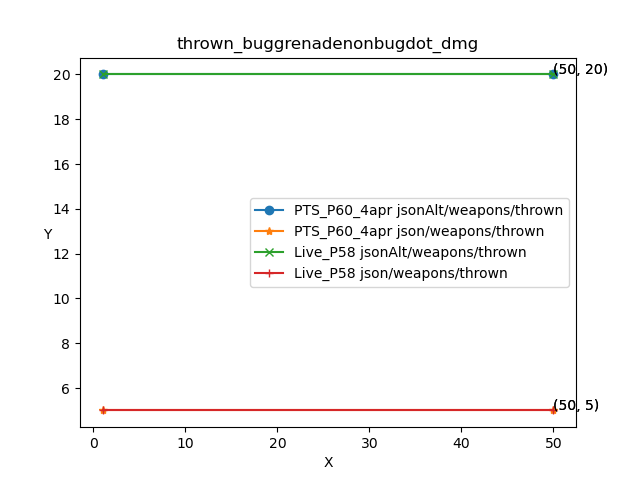 thrown_buggrenadenonbugdot_dmg
(50, 20)
20
18
16
14
12
10
8
6
Y
PTS_P60_4apr jsonAlt/weapons/thrown
PTS_P60_4apr json/weapons/thrown
Live_P58 jsonAlt/weapons/thrown
Live_P58 json/weapons/thrown
(50, 5)
0 10 20 30 40 50
X